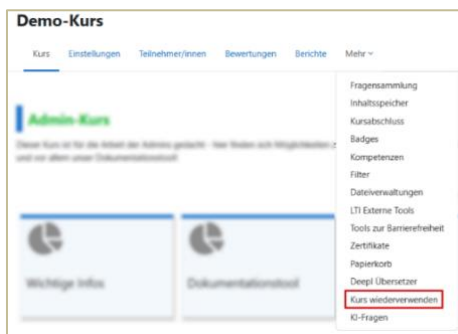 Demo-Kurs
Kurs Einstellungen Teilnehmer/innen Bewertungen Berichte Mehr
Fragensammlung
Inhaltsspeicher
Kursabschluss
Badges
Kompetenzen
Filter
Dateiverwaltungen
LTI Externe Tools
Tools zur Barrierefreiheit
Zertifikate
Papierkorb
Deepl Übersetzer
Kurs wiederverwenden
KI-Fragen
Admin-Kurs
Wichtige Infos
Dokumentationstool